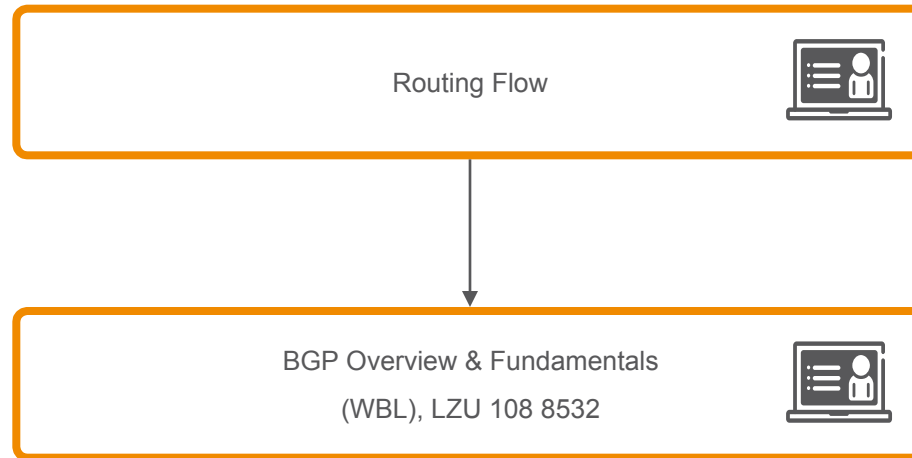 Routing Flow
BGP Overview & Fundamentals
(WBL), LZU 108 8532